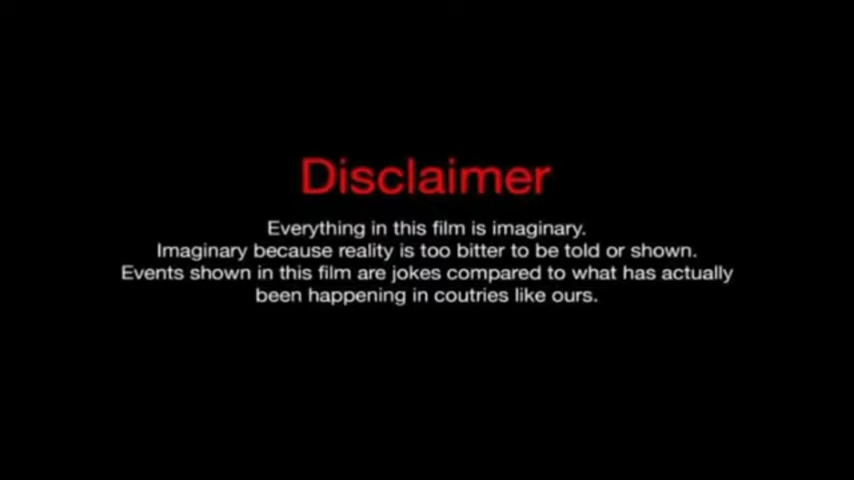 Disclaimer
Everything in this film is imaginary.
Imaginary because reality is too bitter to be told or shown.
Events shown in this film are jokes compared to what has actually
been happening in coutries like ours.